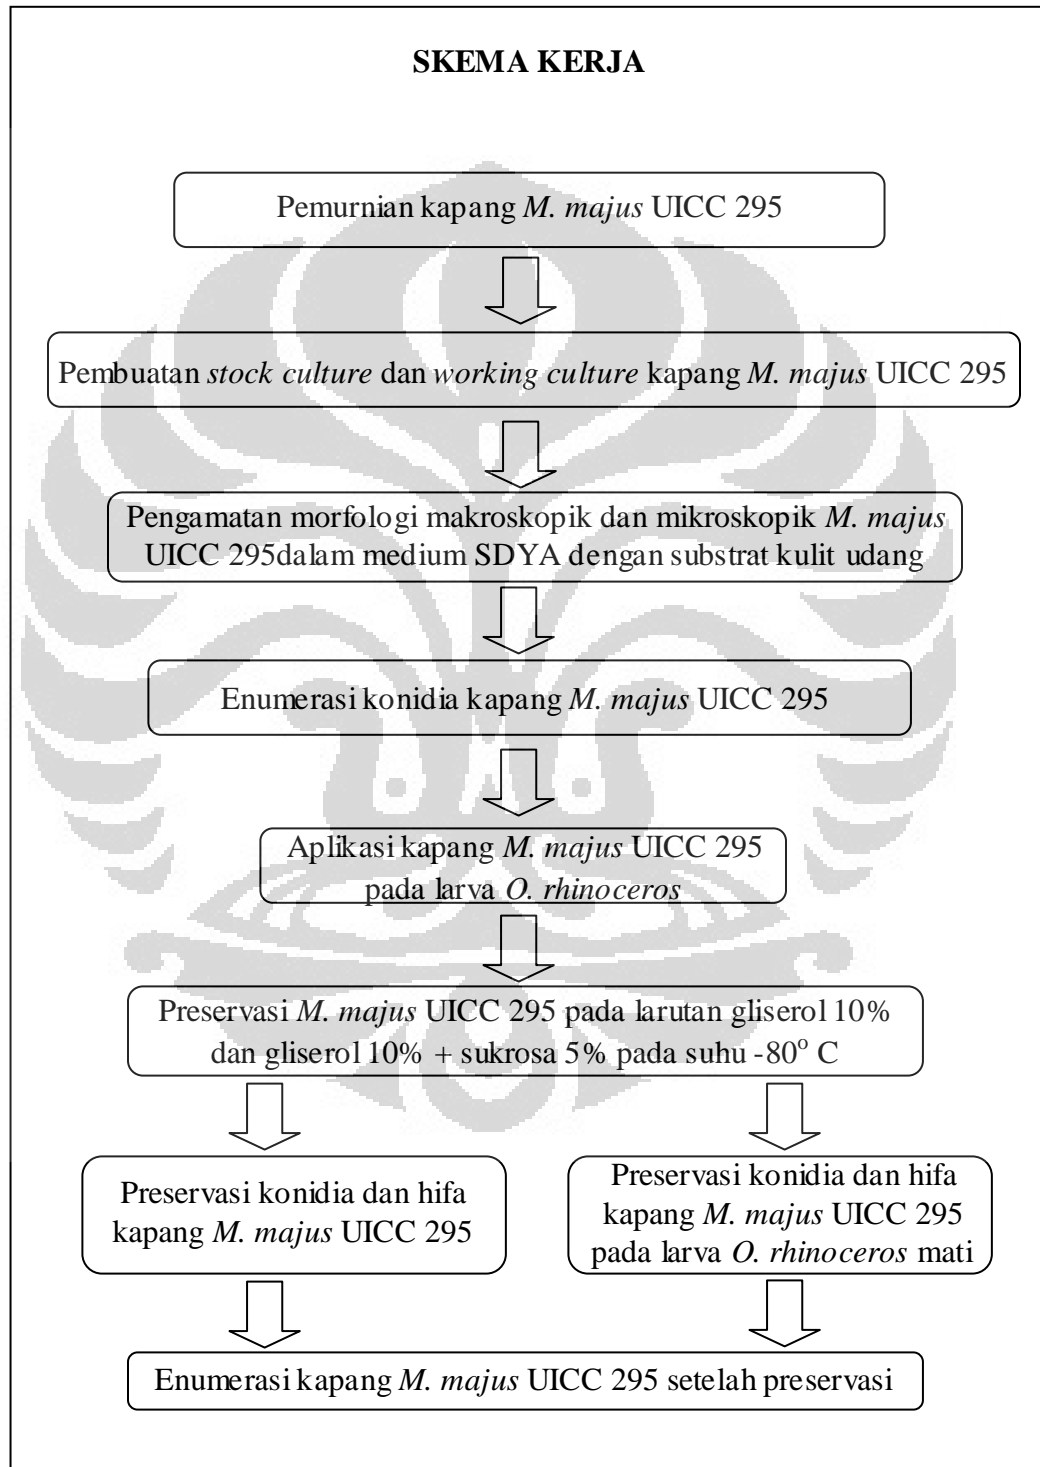 SKEMA KERJA
Pemurnian kapang M. majus UICC 295
Pembuatan stock culture dan working culture kapang M. majus UICC 295
Pengamatan morfologi makroskopik dan mikroskopik M. majus
UICC 295dalam medium SDYA dengan substrat kulit udang
Enumerasi konidia kapang M. majus UICC 295
Aplikasi kapang M. majus UICC 295
pada larva O. rhinoceros
Preservasi M. majus UICC 295 pada larutan gliserol 10%
dan gliserol 10% + sukrosa 5% pada suhu -80° C
Preservasi konidia dan hifa
kapang M. majus UICC 295
Preservasi konidia dan hifa
kapang M. majus UICC 295
pada larva O. rhinoceros mati
Enumerasi kapang M. majus UICC 295 setelah preservasi